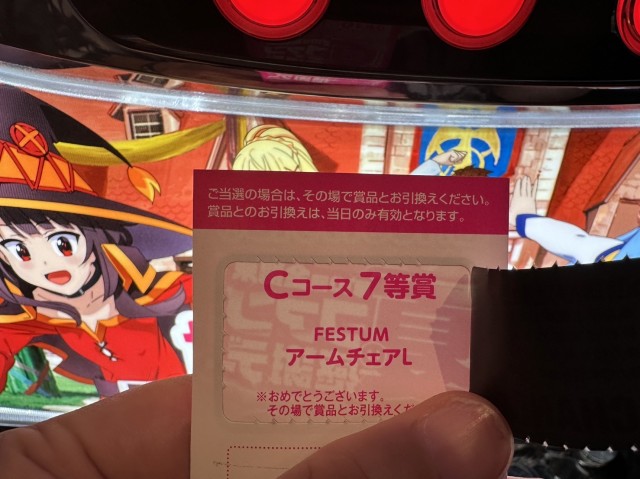 ご当選の場合は、その場で賞品とお引換えください。
賞品とのお引換えは、当日のみ有効となります。
Cコース 7等賞
FESTUM
アームチェアL
※おめでとうございます。
その場で賞品とお引換えくだ